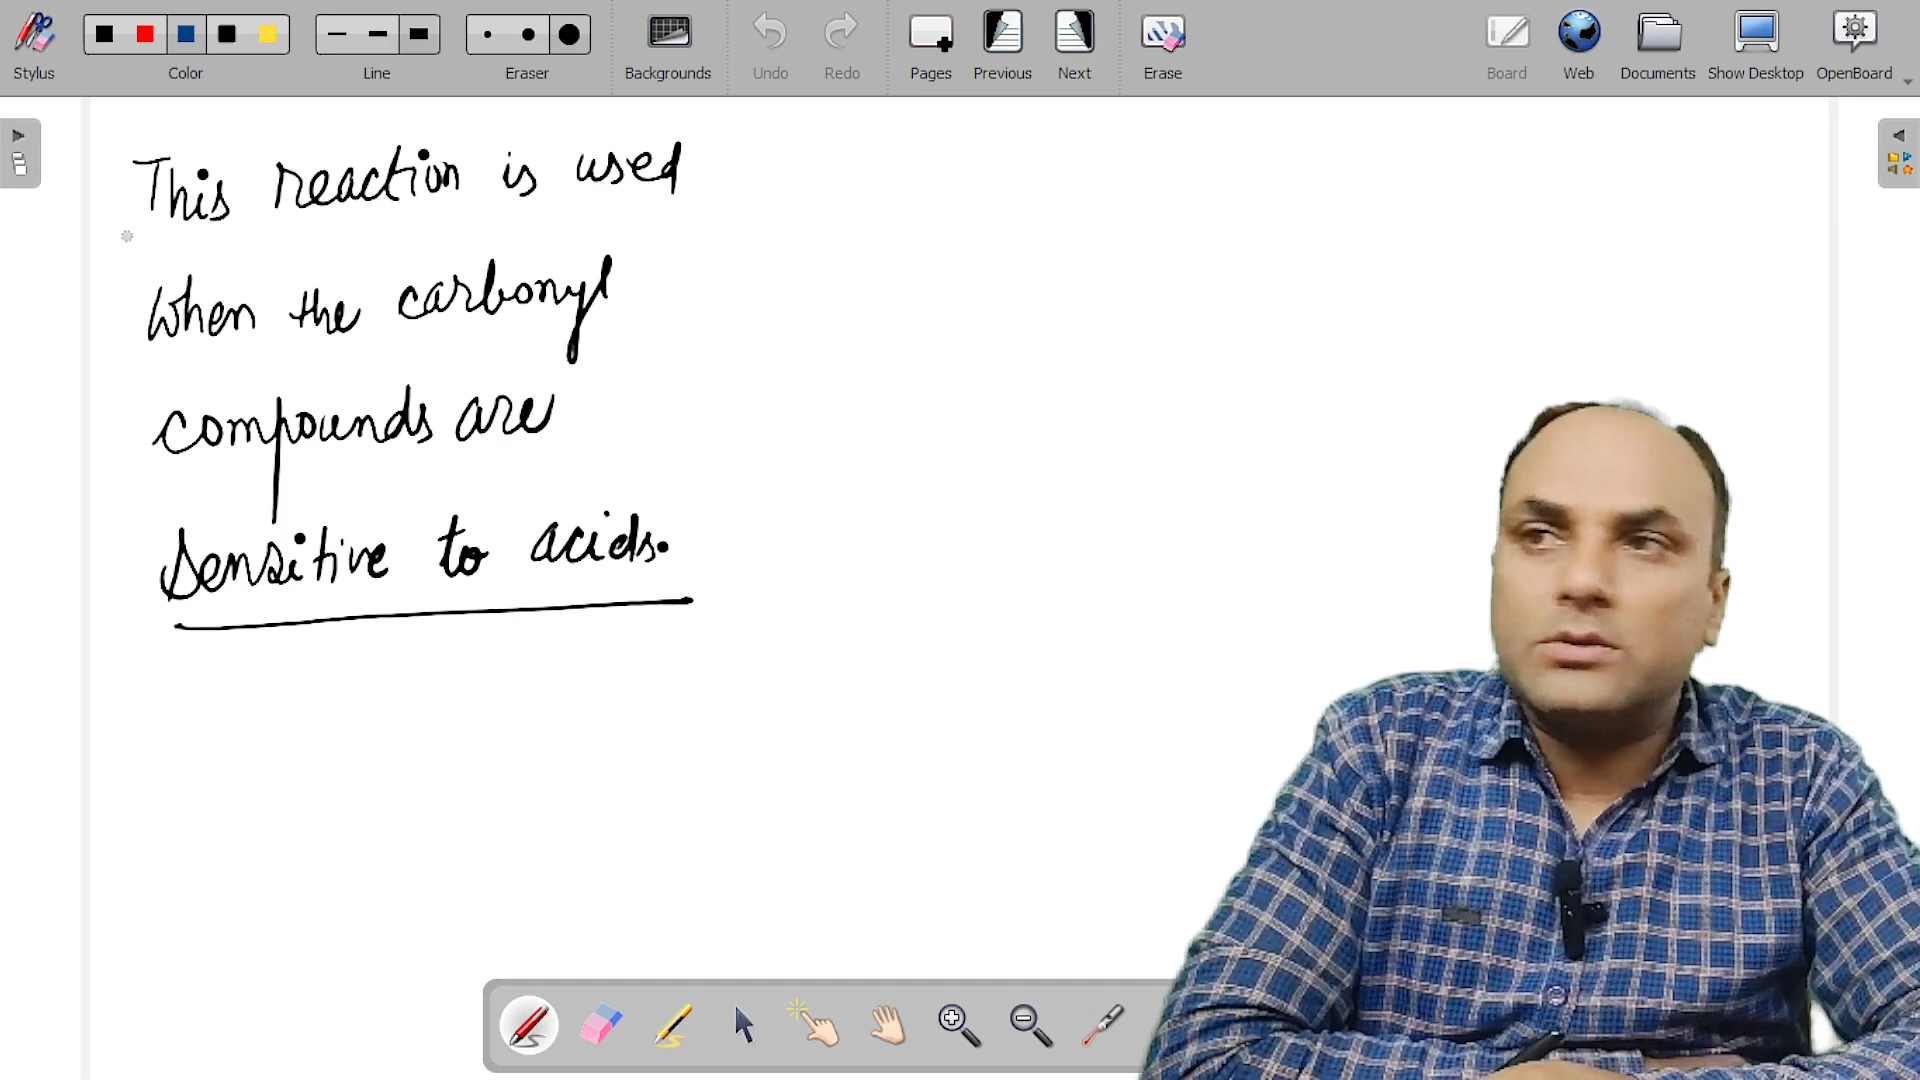 Stylus
Color
Line
Eraser
Backgrounds
Undo
Redo
Pages
Previous
Next
Erase
Board
Web
Documents
Show Desktop
OpenBoard
This reaction is used
When the carbonyl
compounds are
sensitive to acids.